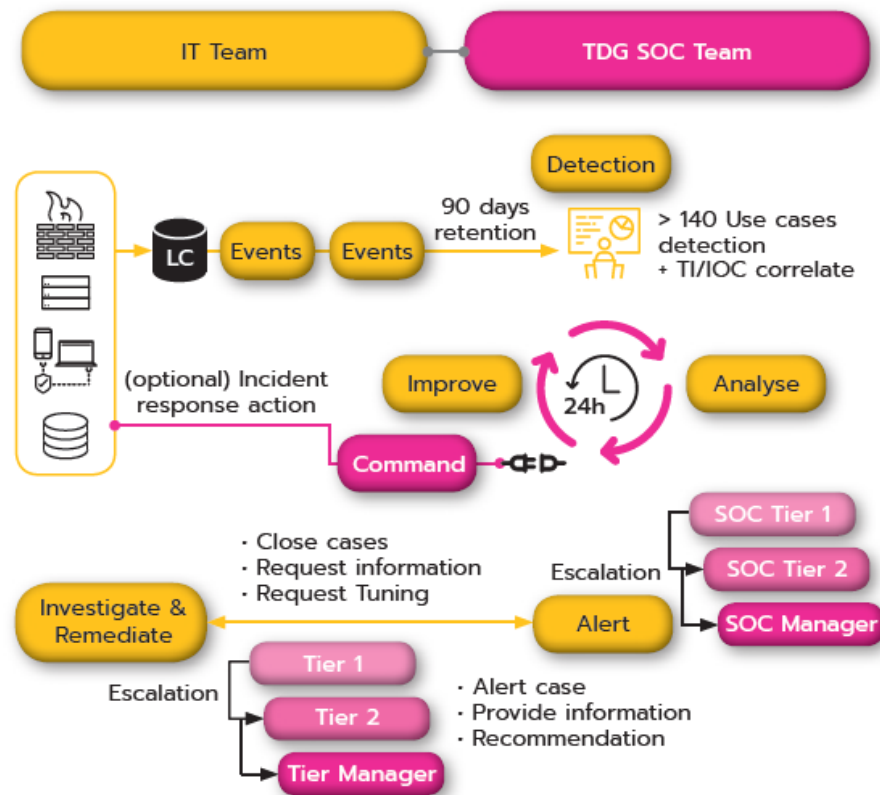 IT Team
TDG SOC Team
Detection
90 days
retention
> 140 Use cases
detection
+ TI/IOC correlate
LC
Events
Events
(optional) Incident
response action
Improve
24h
Analyse
Command
SOC Tier 1
Escalation
SOC Tier 2
SOC Manager
· Close cases
· Request information
· Request Tuning
Investigate &
Remediate
Alert
Tier 1
Escalation
Tier 2
Tier Manager
· Alert case
· Provide information
· Recommendation